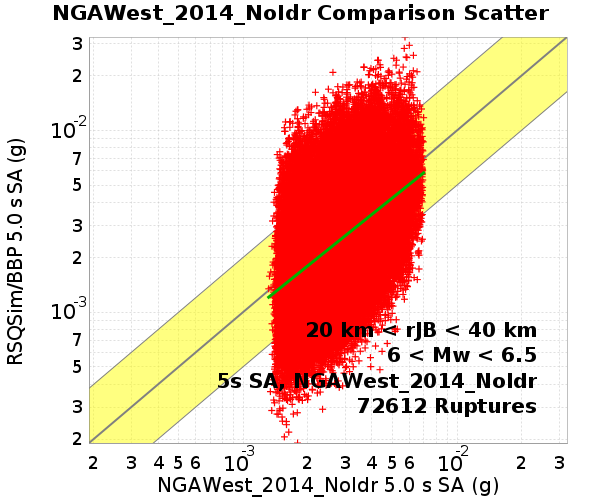 NGAWest_2014_NoIdr Comparison Scatter
RSQSim/BBP 5.0 s SA (g)
3
2
10⁻²
7
5
3
2
10⁻³
7
5
3
2
20 km < rJB < 40 km
6 < Mw < 6.5
5s SA, NGAWest_2014_NoIdr
72612 Ruptures
2 3 4 5 6 10⁻³ 2 3 4 5 6 10⁻² 2 3
NGAWest_2014_NoIdr 5.0 s SA (g)